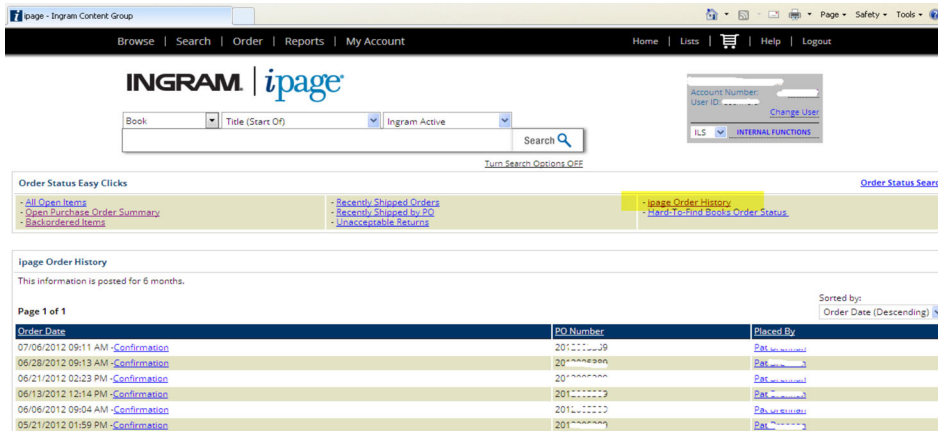 ipage - Ingram Content Group
Page Safety Tools
Browse | Search | Order | Reports | My Account
Home | Lists | | Help | Logout
INGRAM | ipage
Account Number:
User ID:
Change User
ILS INTERNAL FUNCTIONS
Book Title (Start Of) Ingram Active
Search
Turn Search Options OFF
Order Status Easy Clicks Order Status Sear
- All Open Items - Recently Shipped Orders - ipage Order History
- Open Purchase Order Summary - Recently Shipped by PO - Hard-To-Find Books Order Status
- Backordered Items - Unacceptable Returns
ipage Order History
This information is posted for 6 months.
Sorted by:
Page 1 of 1 Order Date (Descending)
Order Date PO Number Placed By
07/06/2012 09:11 AM -Confirmation Pat
06/28/2012 09:13 AM -Confirmation Pat
06/21/2012 02:23 PM -Confirmation Pat
06/13/2012 12:14 PM -Confirmation Pat
06/06/2012 09:04 AM -Confirmation Pat
05/21/2012 01:59 PM -Confirmation Pat